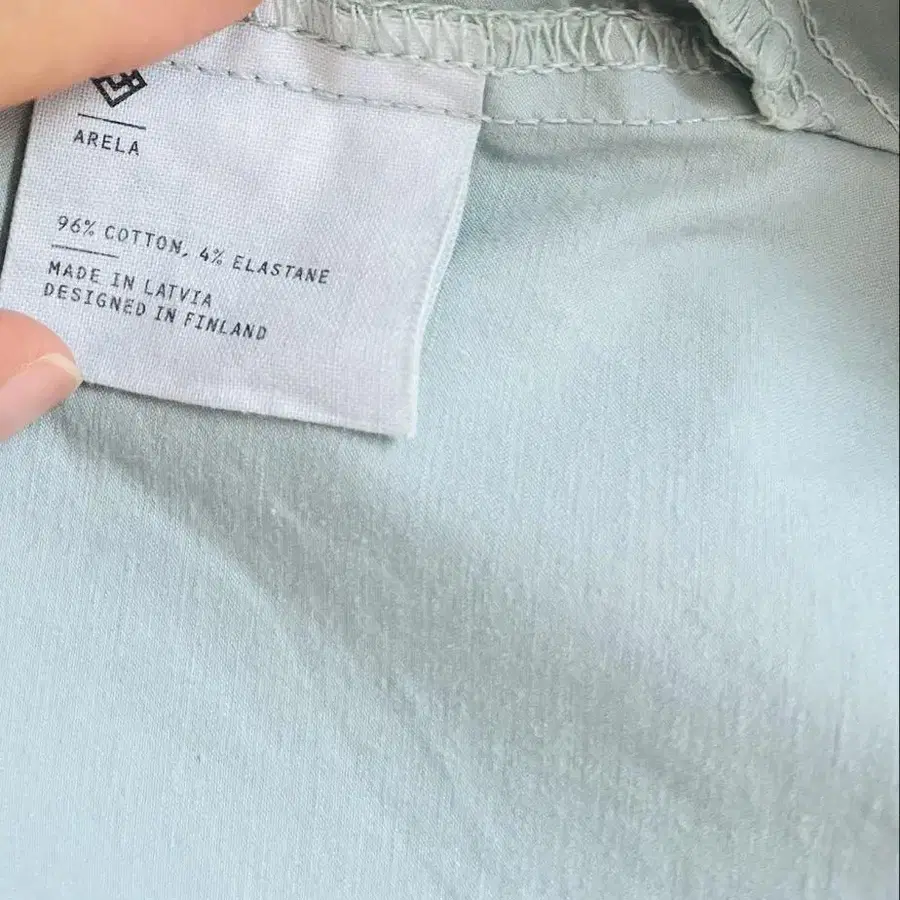 ARELA
96% COTTON, 4% ELASTANE
MADE IN LATVIA
DESIGNED IN FINLAND